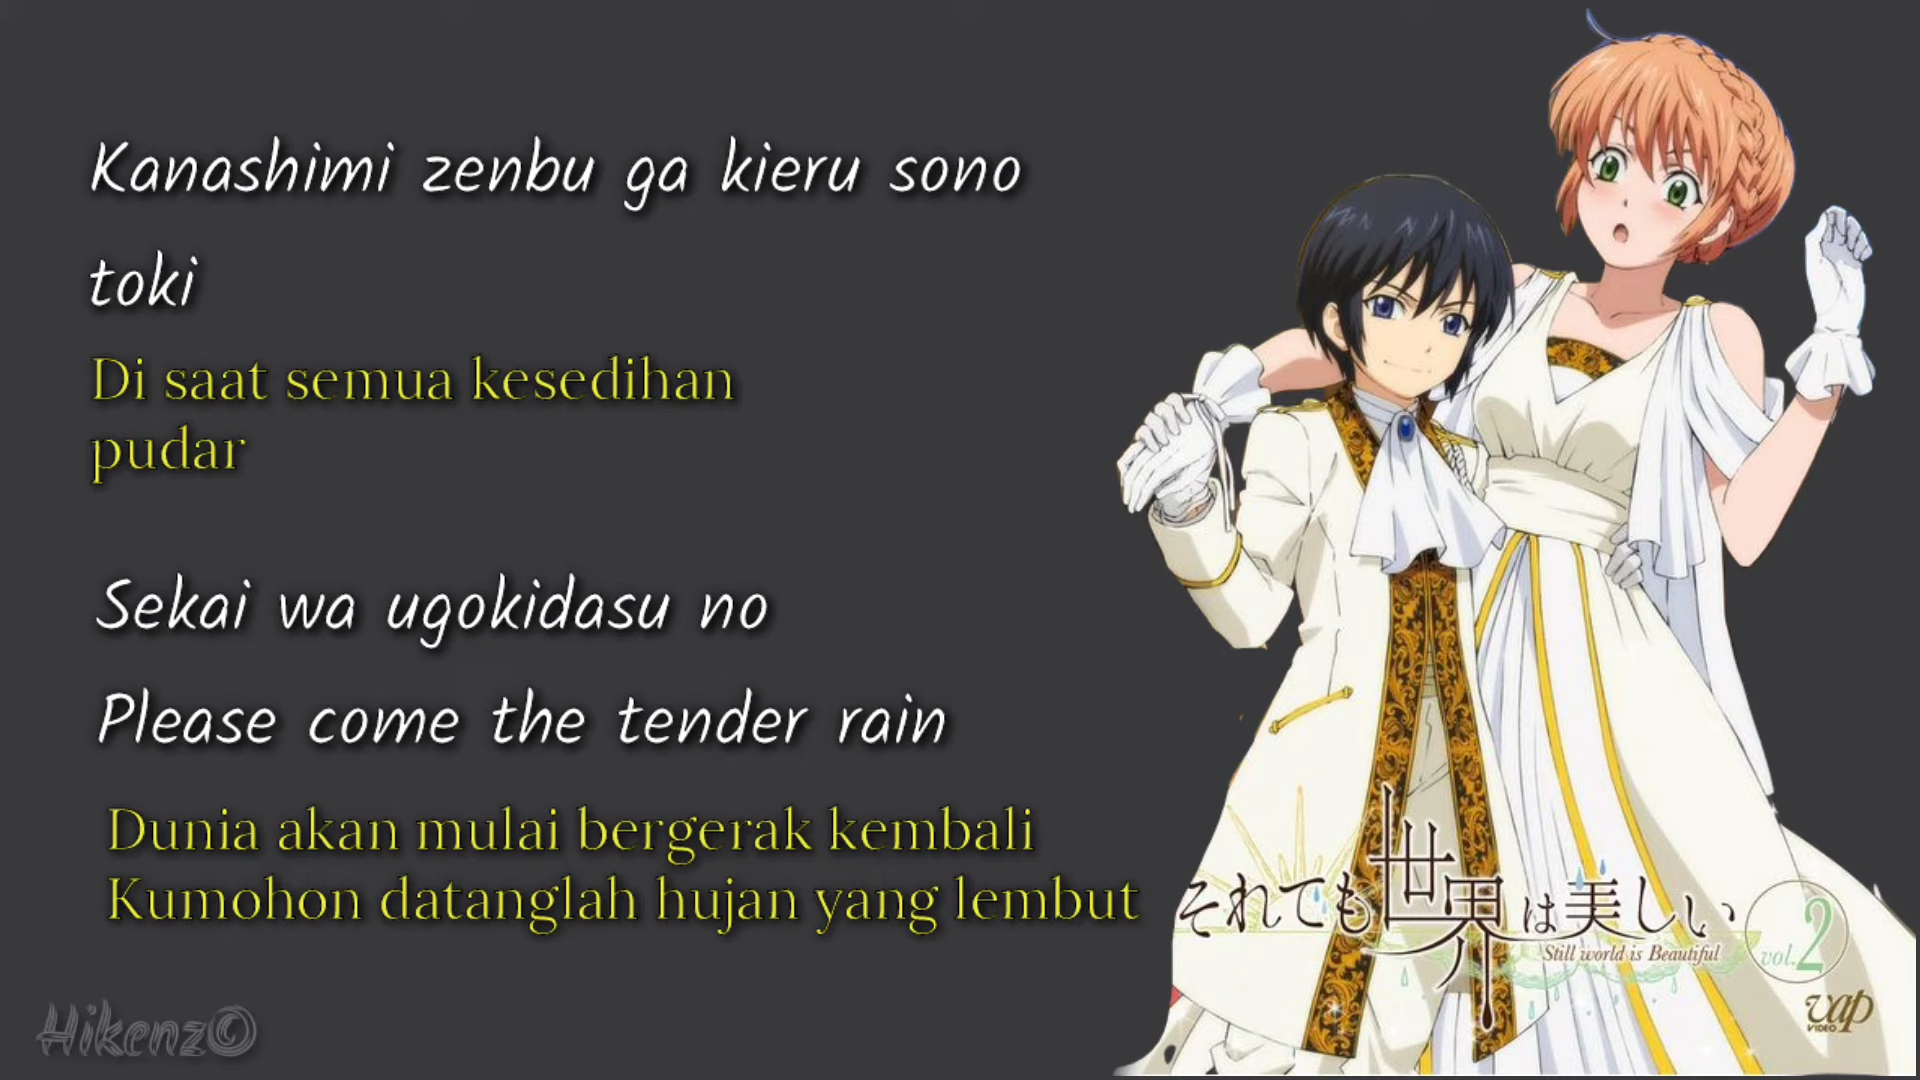 Kanashimi zenbu ga kieru sono
toki
Di saat semua kesedihan
pudar
Sekai wa ugokidasu no
Please come the tender rain
Dunia akan mulai bergerak kembali
Kumohon datanglah hujan yang lembut
それでも世界は美しい
Still world is Beautiful
vol.2
vap
VIDEO
Hikenz©